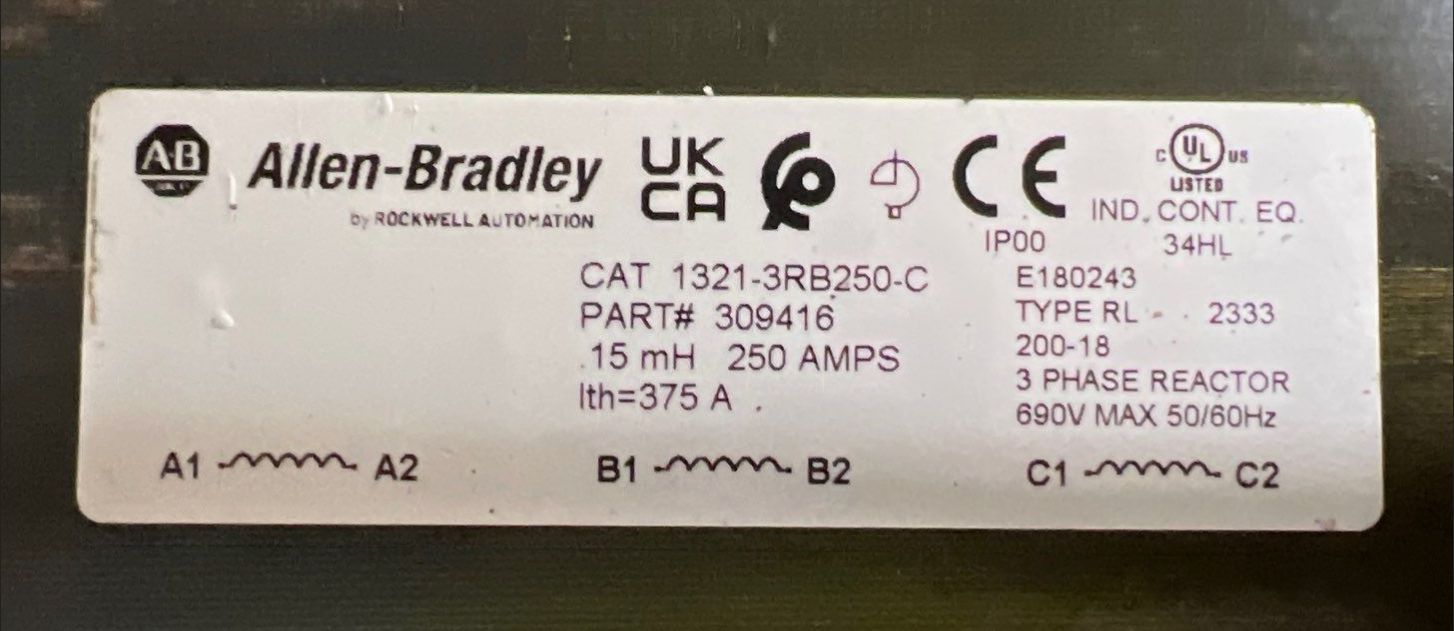 AB
Allen-Bradley
by ROCKWELL AUTOMATION
UK
CA
CE
IP00
C UL US
LISTED
IND. CONT. EQ.
34HL
CAT 1321-3RB250-C
PART# 309416
.15 mH 250 AMPS
Ith=375 A
E180243
TYPE RL - 2333
200-18
3 PHASE REACTOR
690V MAX 50/60Hz
A1 A2 B1 B2 C1 C2